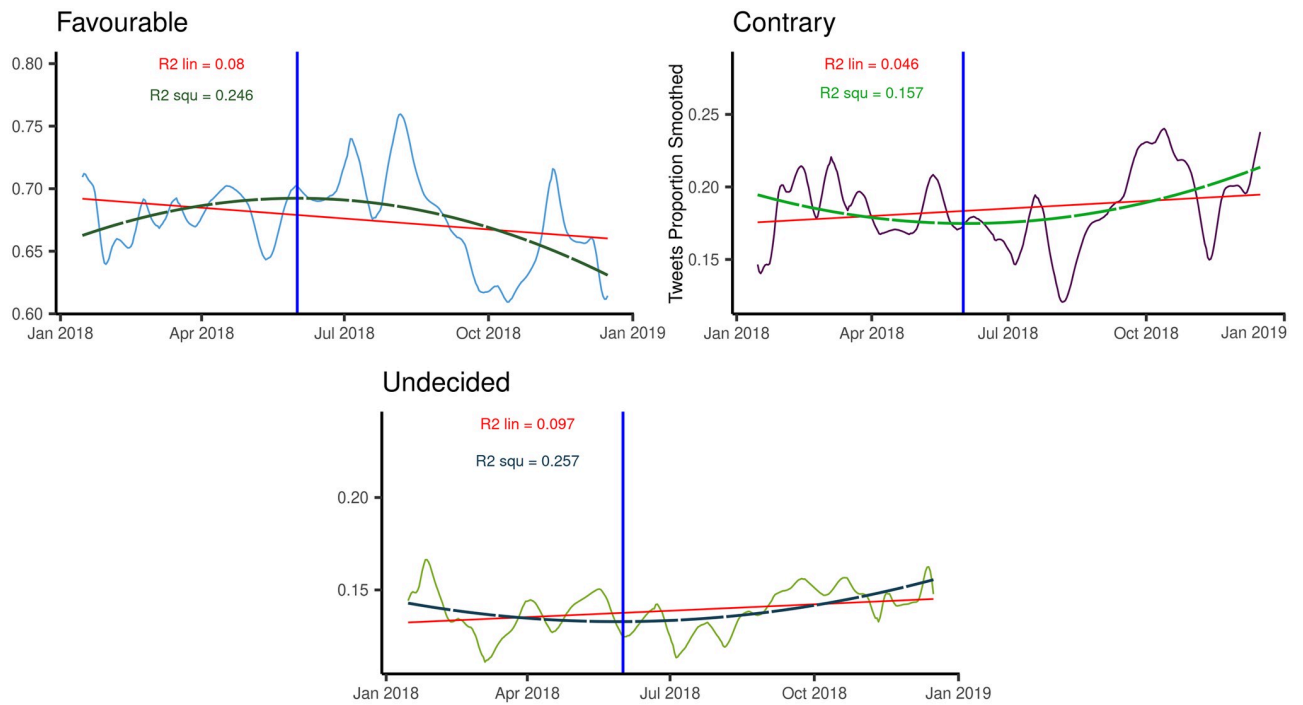 Favourable
R2 lin = 0.08
R2 squ = 0.246
0.80
0.75
0.70
0.65
0.60
Jan 2018 Apr 2018 Jul 2018 Oct 2018 Jan 2019
Contrary
R2 lin = 0.046
R2 squ = 0.157
Tweets Proportion Smoothed
0.25
0.20
0.15
Jan 2018 Apr 2018 Jul 2018 Oct 2018 Jan 2019
Undecided
R2 lin = 0.097
R2 squ = 0.257
0.20
0.15
Jan 2018 Apr 2018 Jul 2018 Oct 2018 Jan 2019